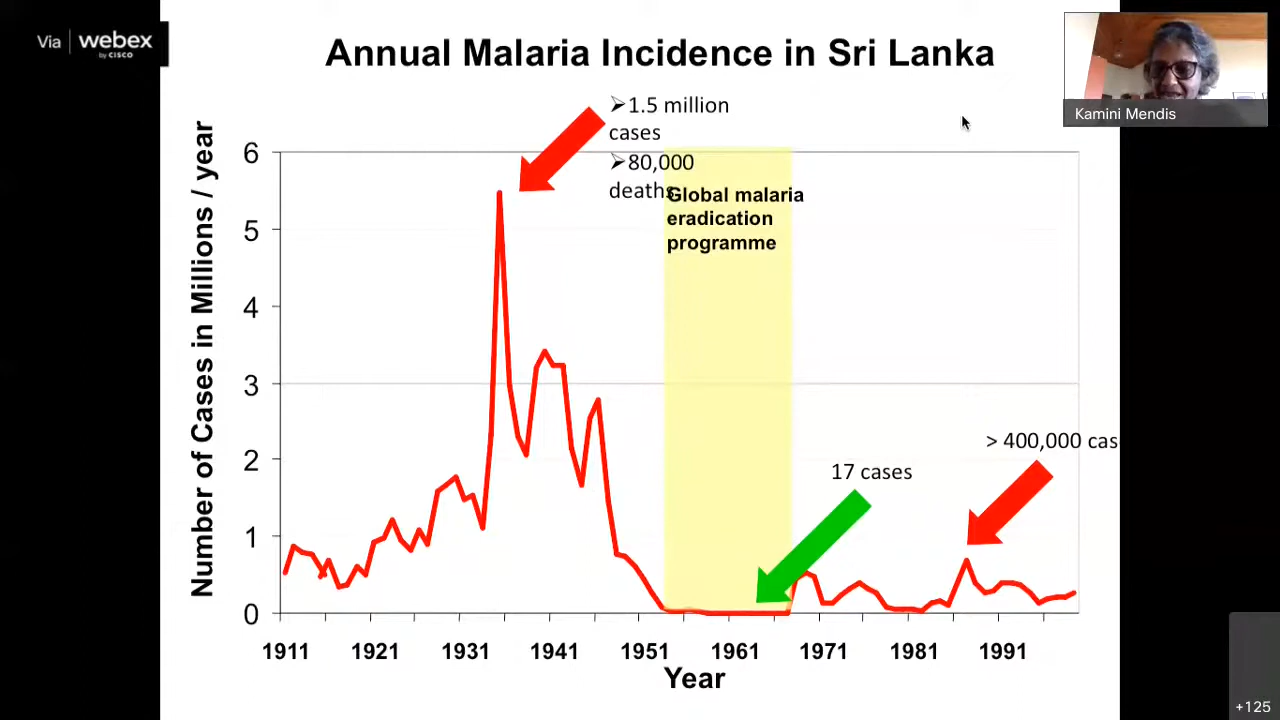 Via webex
by CISCO
Annual Malaria Incidence in Sri Lanka
Kamini Mendis
➢1.5 million
cases
➢80,000
deaths
Global malaria
eradication
programme
Number of Cases in Millions / year
6
5
4
3
2
1
0
> 400,000 cas
17 cases
1911 1921 1931 1941 1951 1961 1971 1981 1991
Year
+125